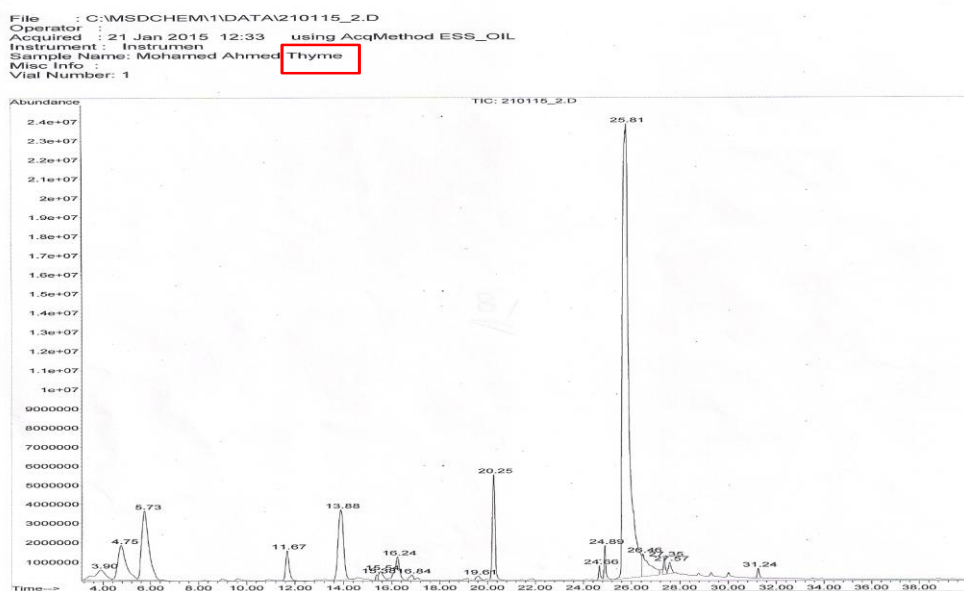 File : C:\MSDCHEM\1\DATA\210115_2.D
Operator :
Acquired : 21 Jan 2015 12:33 using AcqMethod ESS_OIL
Instrument : Instrumen
Sample Name: Mohamed Ahmed Thyme
Misc Info :
Vial Number: 1
Abundance
TIC: 210115_2.D
25.81
2.4e+07
2.3e+07
2.2e+07
2.1e+07
2e+07
1.9e+07
1.8e+07
1.7e+07
1.6e+07
1.5e+07
1.4e+07
1.3e+07
1.2e+07
1.1e+07
1e+07
9000000
8000000
7000000
6000000
20.25
5000000
4000000
5.73 13.88
3000000
2000000
4.75 11.67 16.24 24.89
1000000
3.90 16.84 24.66 31.24
Time-->
4.00 6.00 8.00 10.00 12.00 14.00 16.00 18.00 20.00 22.00 24.00 26.00 28.00 30.00 32.00 34.00 36.00 38.00